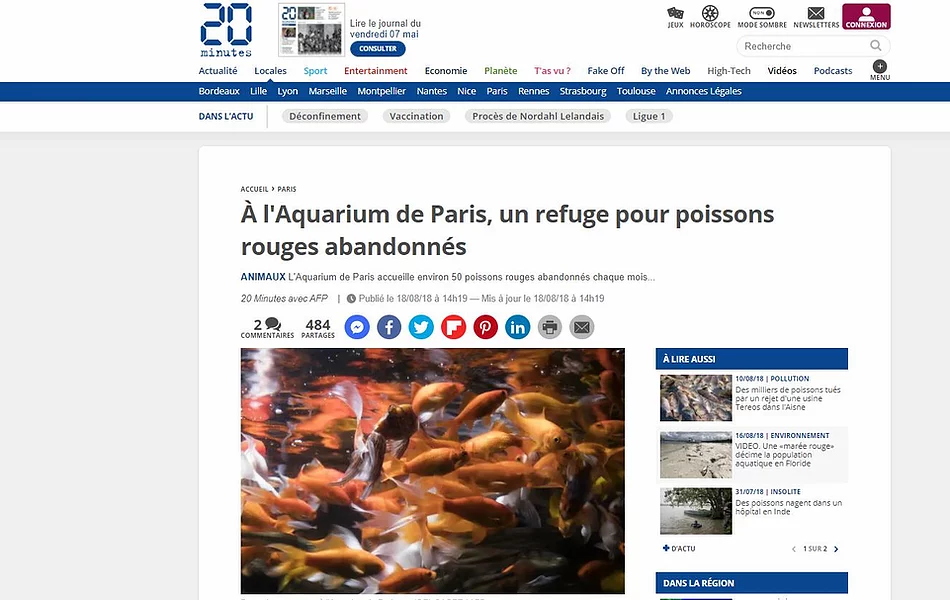 20
minutes
20
Lire le journal du
vendredi 07 mai
CONSULTER
JEUX
HOROSCOPE
NON
MODE SOMBRE
NEWSLETTERS
CONNEXION
Recherche
Actualité
Locales
Sport
Entertainment
Economie
Planète
T'as vu ?
Fake Off
By the Web
High-Tech
Vidéos
Podcasts
MENU
Bordeaux
Lille
Lyon
Marseille
Montpellier
Nantes
Nice
Paris
Rennes
Strasbourg
Toulouse
Annonces Légales
DANS L'ACTU
Déconfinement
Vaccination
Procès de Nordahl Lelandais
Ligue 1
ACCUEIL › PARIS
À l'Aquarium de Paris, un refuge pour poissons
rouges abandonnés
ANIMAUX L'Aquarium de Paris accueille environ 50 poissons rouges abandonnés chaque mois...
20 Minutes avec AFP | Publié le 18/08/18 à 14h19 — Mis à jour le 18/08/18 à 14h19
2
COMMENTAIRES
484
PARTAGES
À LIRE AUSSI
10/08/18 | POLLUTION
Des milliers de poissons tués
par un rejet d'une usine
Tereos dans l'Aisne
16/08/18 | ENVIRONNEMENT
VIDEO. Une «marée rouge»
décime la population
aquatique en Floride
31/07/18 | INSOLITE
Des poissons nagent dans un
hôpital en Inde
+ D'ACTU
‹ 1 SUR 2 ›
DANS LA RÉGION